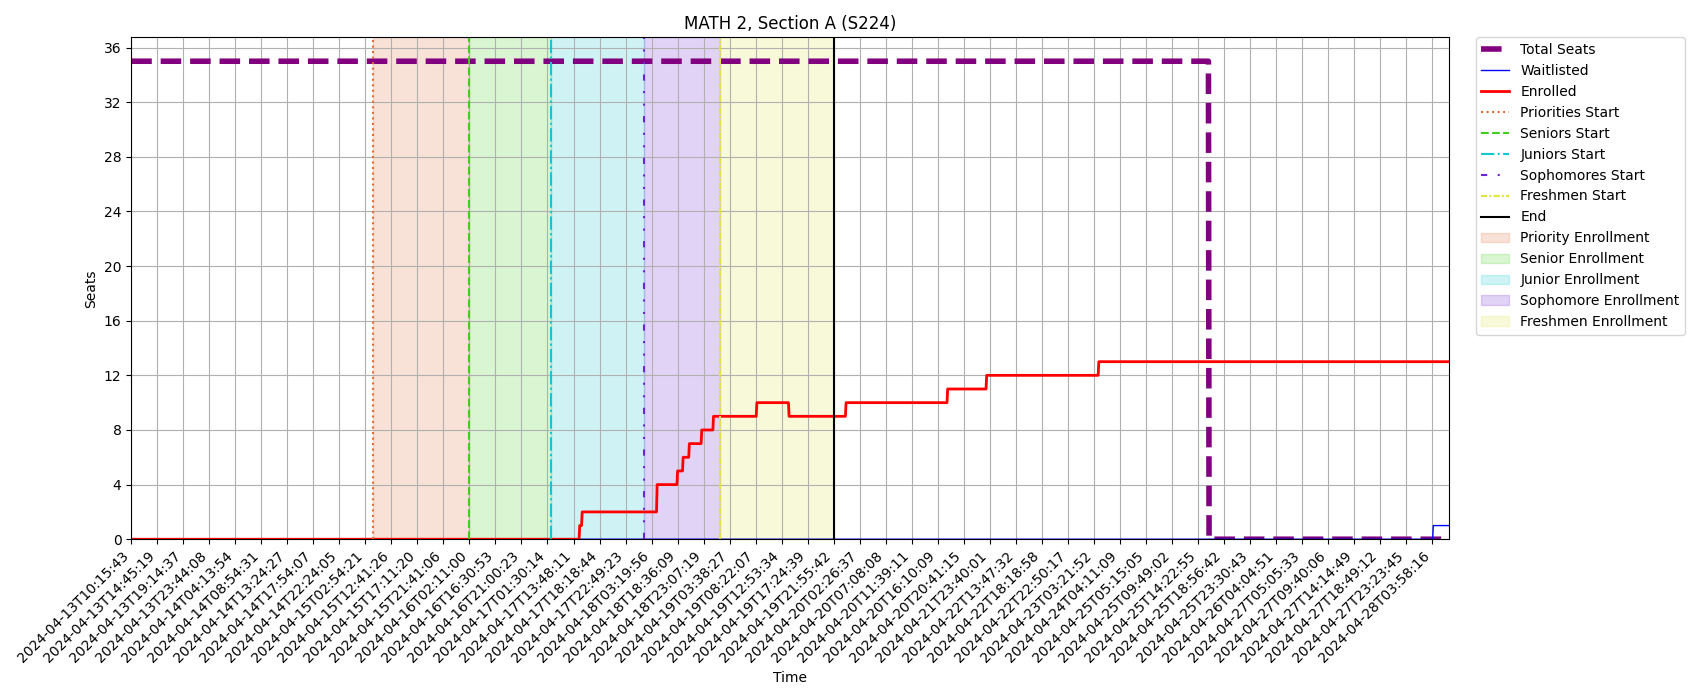 MATH 2, Section A (S224)
36
32
28
24
20
16
12
8
4
0
Seats
2024-04-13T10:15:43
2024-04-13T14:45:19
2024-04-13T19:14:37
2024-04-13T23:44:08
2024-04-14T04:13:54
2024-04-14T08:54:31
2024-04-14T13:24:27
2024-04-14T17:54:07
2024-04-14T22:24:05
2024-04-15T02:54:21
2024-04-15T12:41:26
2024-04-15T17:11:20
2024-04-15T21:41:06
2024-04-16T02:11:00
2024-04-16T16:30:53
2024-04-16T21:00:23
2024-04-17T01:30:14
2024-04-17T13:48:11
2024-04-17T18:18:44
2024-04-17T22:49:23
2024-04-18T03:19:56
2024-04-18T18:36:09
2024-04-18T23:07:19
2024-04-19T03:38:27
2024-04-19T08:22:07
2024-04-19T12:53:34
2024-04-19T17:24:39
2024-04-19T21:55:42
2024-04-20T02:26:37
2024-04-20T07:08:08
2024-04-20T11:39:11
2024-04-20T16:10:09
2024-04-20T20:41:15
2024-04-21T23:40:01
2024-04-22T13:47:32
2024-04-22T18:18:58
2024-04-22T22:50:17
2024-04-23T03:21:52
2024-04-24T04:11:09
2024-04-25T05:15:05
2024-04-25T09:49:02
2024-04-25T14:22:55
2024-04-25T18:56:42
2024-04-25T23:30:43
2024-04-26T04:04:51
2024-04-27T05:05:33
2024-04-27T09:40:06
2024-04-27T14:14:49
2024-04-27T18:49:12
2024-04-27T23:23:45
2024-04-28T03:58:16
Time
Total Seats
Waitlisted
Enrolled
Priorities Start
Seniors Start
Juniors Start
Sophomores Start
Freshmen Start
End
Priority Enrollment
Senior Enrollment
Junior Enrollment
Sophomore Enrollment
Freshmen Enrollment